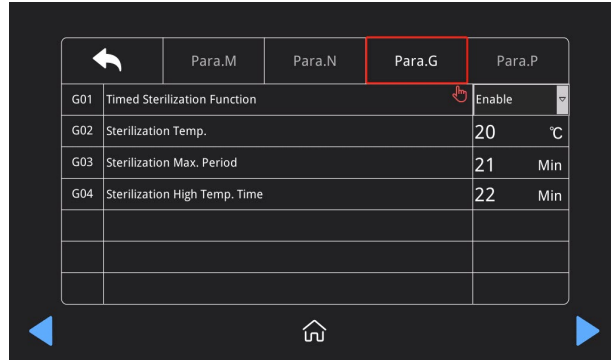 Para.M Para.N Para.G Para.P
G01 Timed Sterilization Function Enable
G02 Sterilization Temp. 20 ℃
G03 Sterilization Max. Period 21 Min
G04 Sterilization High Temp. Time 22 Min